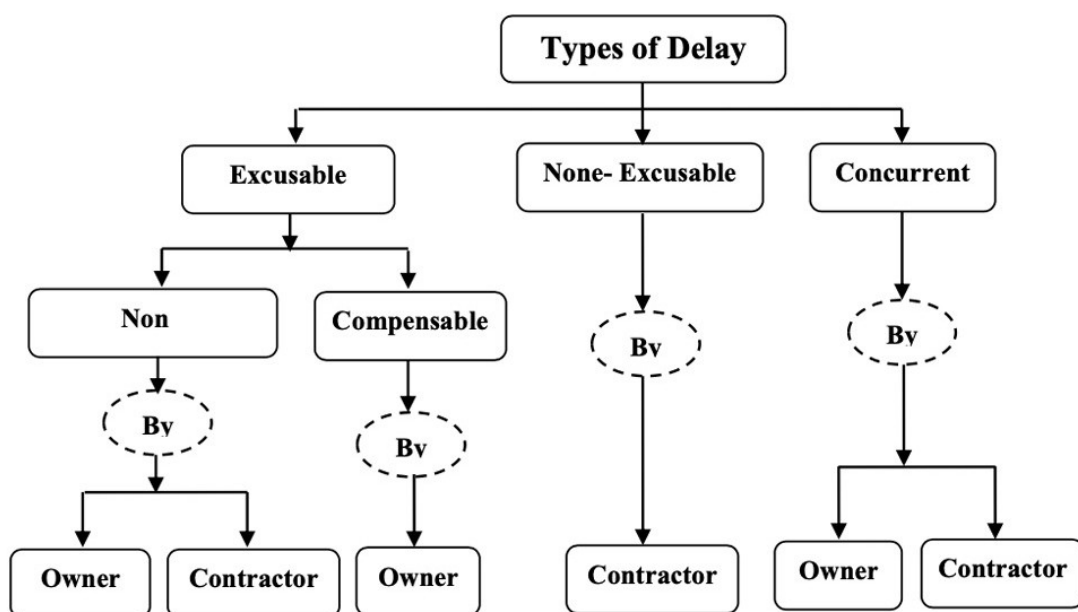 Types of Delay
Excusable
None- Excusable
Concurrent
Non
Compensable
By
By
By
By
Owner
Contractor
Owner
Contractor
Owner
Contractor